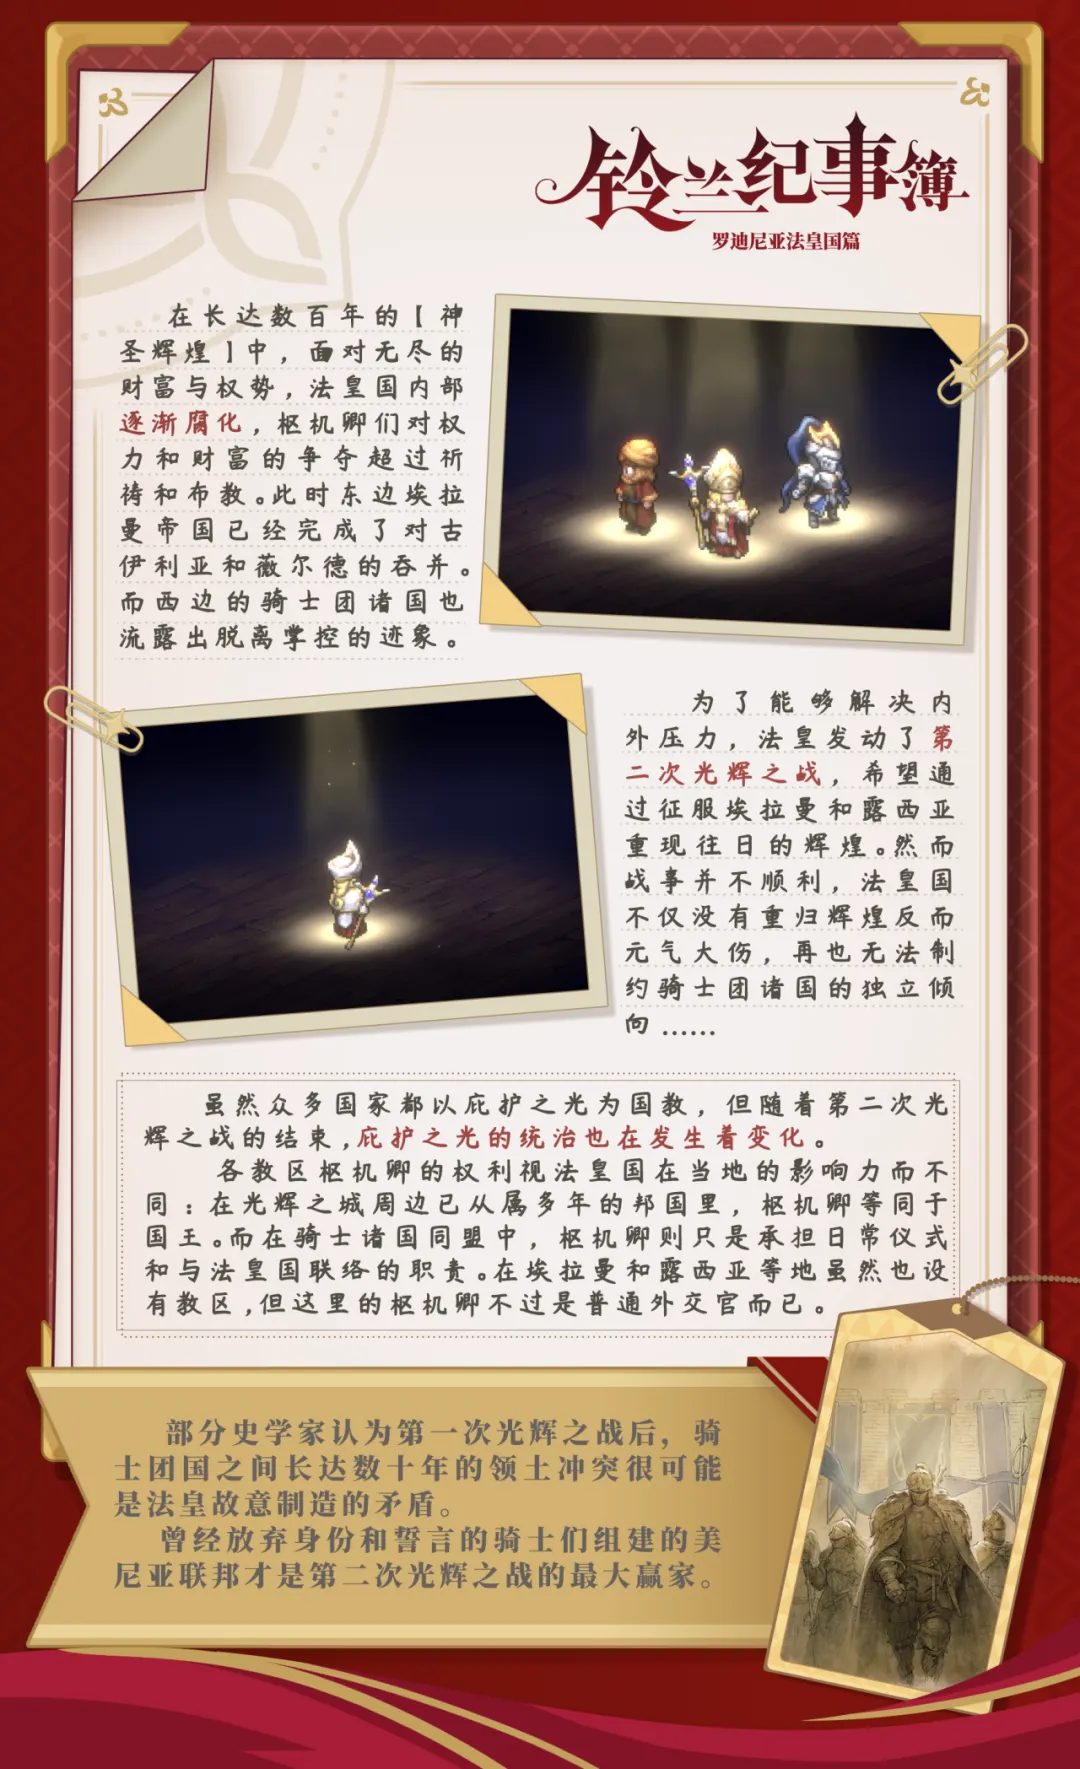 铃兰纪事簿
罗迪尼亚法皇国篇
在长达数百年的【神
圣辉煌】中，面对无尽的
财富与权势，法皇国内部
逐渐腐化，枢机卿们对权
力和财富的争夺超过祈
祷和布教。此时东边埃拉
曼帝国已经完成了对古
伊利亚和薇尔德的吞并。
而西边的骑士团诸国也
流露出脱离掌控的迹象。
为了能够解决内
外压力，法皇发动了第
二次光辉之战，希望通
过征服埃拉曼和露西亚
重现往日的辉煌。然而
战事并不顺利，法皇国
不仅没有重归辉煌反而
元气大伤，再也无法制
约骑士团诸国的独立倾
向……
虽然众多国家都以庇护之光为国教，但随着第二次光
辉之战的结束，庇护之光的统治也在发生着变化。
各教区枢机卿的权利视法皇国在当地的影响力而不
同：在光辉之城周边已从属多年的邦国里，枢机卿等同于
国王。而在骑士诸国同盟中，枢机卿则只是承担日常仪式
和与法皇国联络的职责。在埃拉曼和露西亚等地虽然也设
有教区，但这里的枢机卿不过是普通外交官而已。
部分史学家认为第一次光辉之战后，骑
士团国之间长达数十年的领土冲突很可能
是法皇故意制造的矛盾。
曾经放弃身份和誓言的骑士们组建的美
尼亚联邦才是第二次光辉之战的最大赢家。